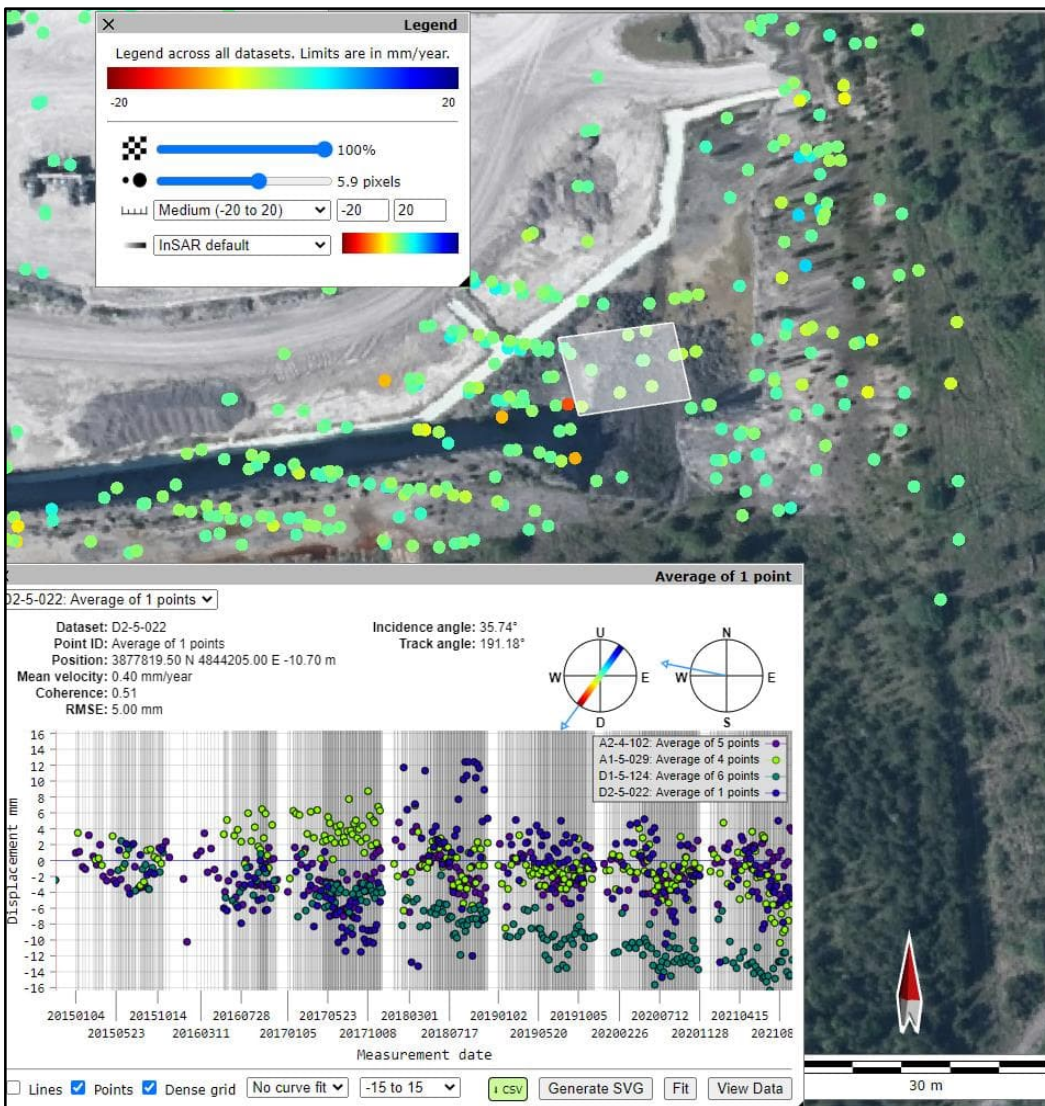 Legend
Legend across all datasets. Limits are in mm/year.
-20 20
100%
5.9 pixels
Medium (-20 to 20) -20 20
InSAR default
Average of 1 point
D2-5-022: Average of 1 points
Dataset: D2-5-022
Point ID: Average of 1 points
Position: 3877819.50 N 4844205.00 E -10.70 m
Mean velocity: 0.40 mm/year
Coherence: 0.51
RMSE: 5.00 mm
Incidence angle: 35.74°
Track angle: 191.18°
U
W E
D
N
W E
S
A2-4-102: Average of 5 points
A1-5-029: Average of 4 points
D1-5-124: Average of 6 points
D2-5-022: Average of 1 points
Displacement mm
16
14
12
10
8
6
4
2
0
-2
-4
-6
-8
-10
-12
-14
-16
20150104 20151014 20160728 20170523 20180301 20190102 20191005 20200712 20210415
20150523 20160311 20170105 20171008 20180717 20190520 20200226 20201128 202108
Measurement date
Lines Points Dense grid No curve fit -15 to 15 CSV Generate SVG Fit View Data
30 m